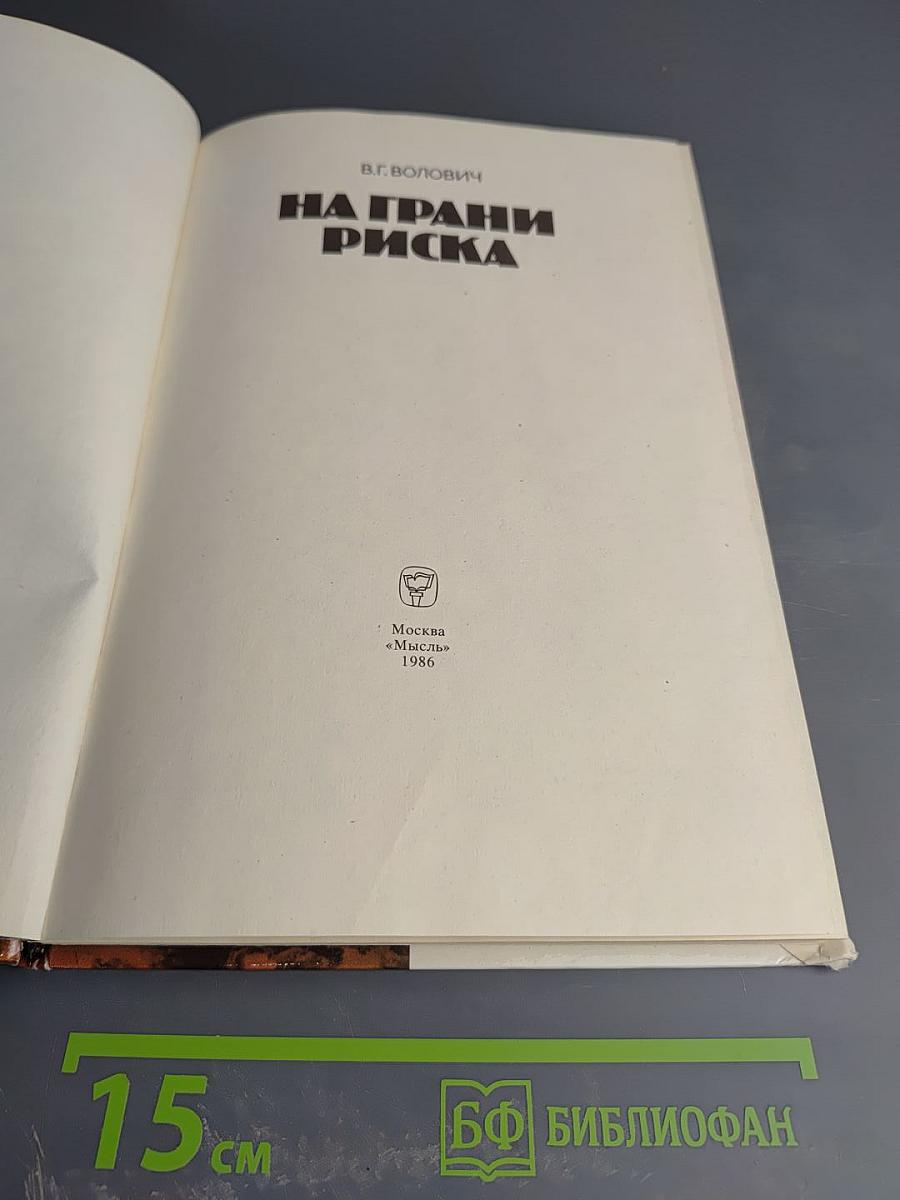 В.Г. ВОЛОВИЧ
НА ГРАНИ
РИСКА
Москва
«Мысль»
1986
15 см
БФ БИБЛИОФАН